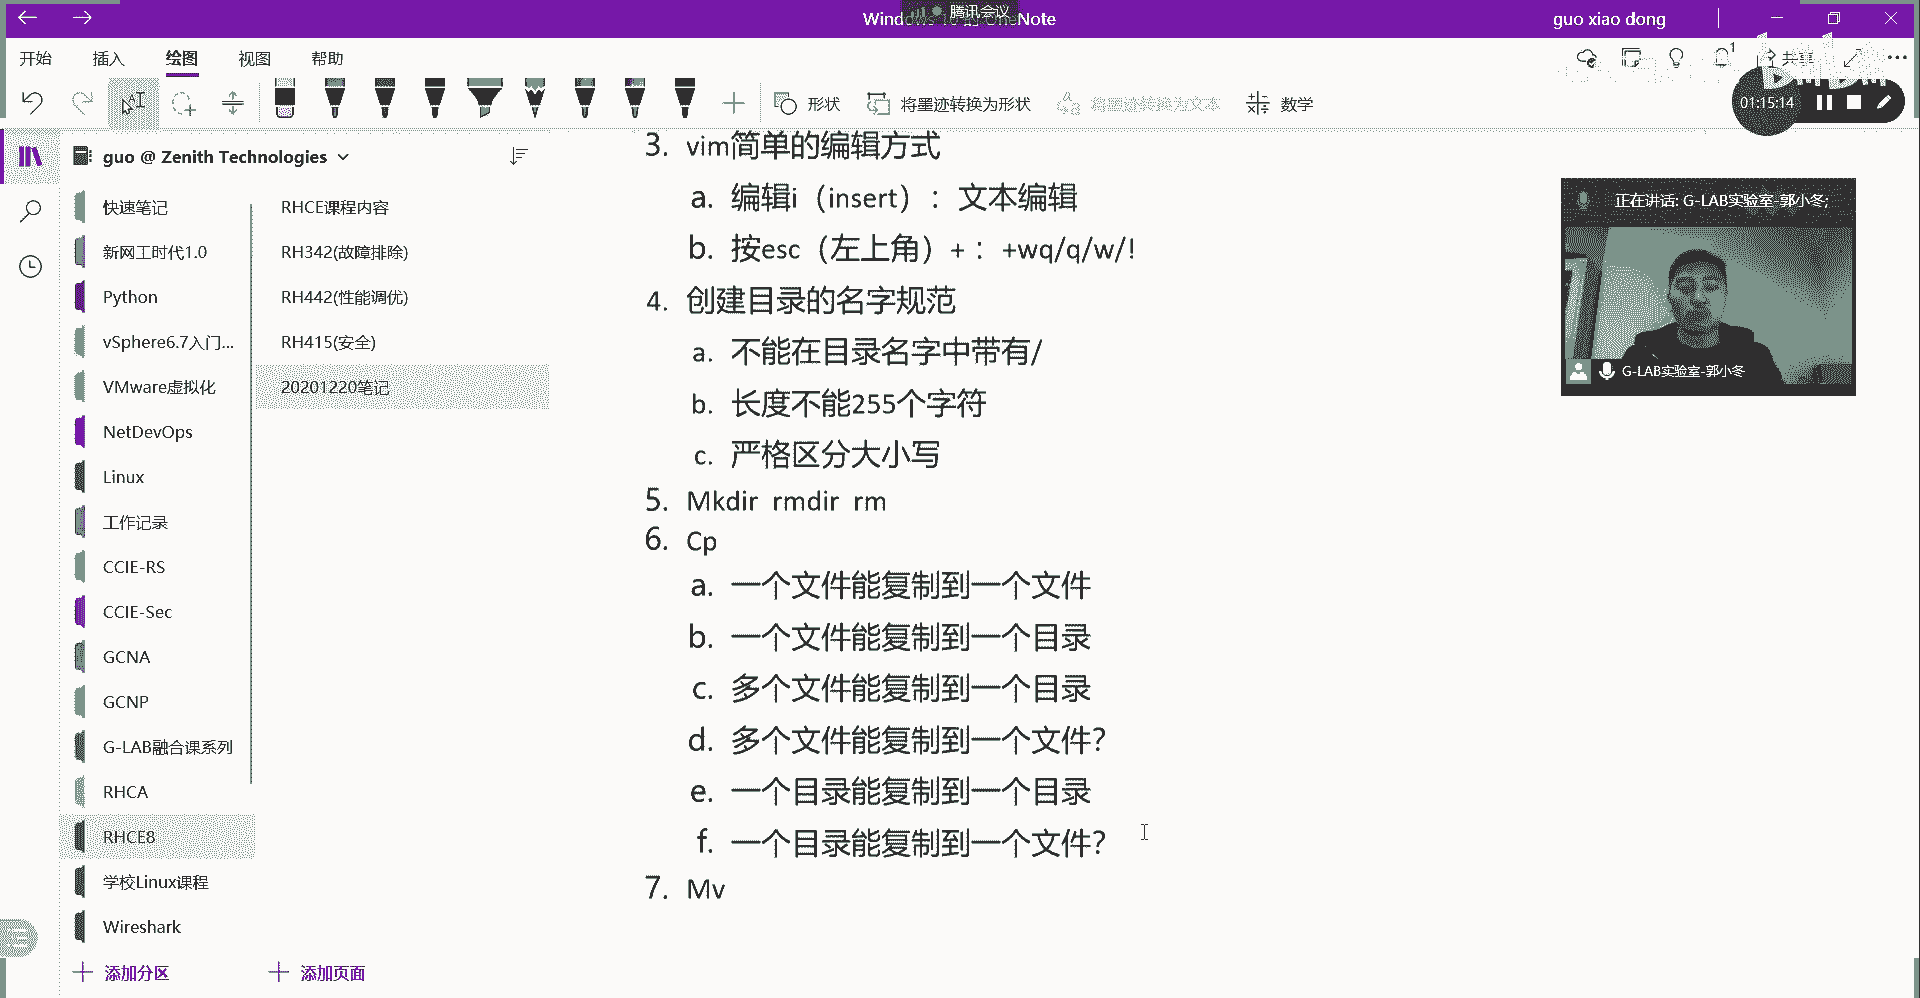 腾讯会议
OneNote
guo xiao dong
开始 插入 绘图 视图 帮助
1
共享
形状 将墨迹转换为形状 将墨迹转换为文本 数学
01:15:14
guo @ Zenith Technologies
快速笔记
新网工时代1.0
Python
vSphere6.7入门...
VMware虚拟化
NetDevOps
Linux
工作记录
CCIE-RS
CCIE-Sec
GCNA
GCNP
G-LAB融合课系列
RHCA
RHCE8
学校Linux课程
Wireshark
添加分区
RHCE课程内容
RH342(故障排除)
RH442(性能调优)
RH415(安全)
20201220笔记
添加页面
3. vim简单的编辑方式
a. 编辑i（insert）：文本编辑
b. 按esc（左上角）+：+wq/q/w/!
4. 创建目录的名字规范
a. 不能在目录名字中带有/
b. 长度不能255个字符
c. 严格区分大小写
5. Mkdir rmdir rm
6. Cp
a. 一个文件能复制到一个文件
b. 一个文件能复制到一个目录
c. 多个文件能复制到一个目录
d. 多个文件能复制到一个文件?
e. 一个目录能复制到一个目录
f. 一个目录能复制到一个文件?
7. Mv
正在讲话: G-LAB实验室-郭小冬;
G-LAB实验室-郭小冬